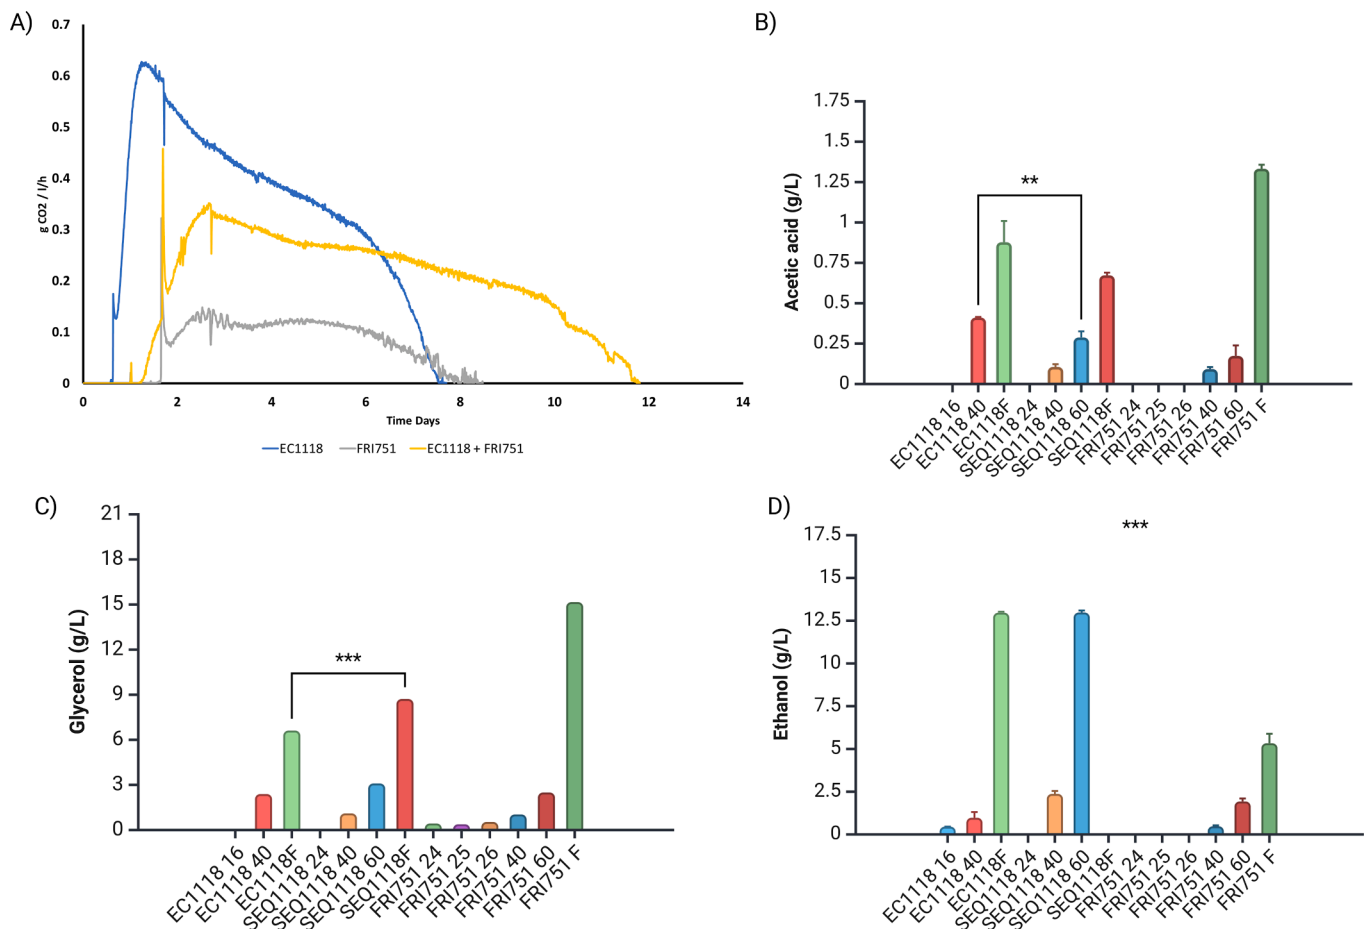 A)
0.7
0.6
0.5
0.4
0.3
0.2
0.1
0
g CO2 / l/h
0 2 4 6 8 10 12 14
Time Days
EC1118 FRI751 EC1118 + FRI751
B)
1.75
1.5
1.25
1
0.75
0.5
0.25
0
Acetic acid (g/L)
**
EC1118 16
EC1118 40
EC1118F
SEQ1118 24
SEQ1118 40
SEQ1118 60
SEQ1118F
FRI751 24
FRI751 25
FRI751 26
FRI751 40
FRI751 60
FRI751 F
C)
21
18
15
12
9
6
3
0
Glycerol (g/L)
***
EC1118 16
EC1118 40
EC1118F
SEQ1118 24
SEQ1118 40
SEQ1118 60
SEQ1118F
FRI751 24
FRI751 25
FRI751 26
FRI751 40
FRI751 60
FRI751 F
D)
17.5
15
12.5
10
7.5
5
2.5
0
Ethanol (g/L)
***
EC1118 16
EC1118 40
EC1118F
SEQ1118 24
SEQ1118 40
SEQ1118 60
SEQ1118F
FRI751 24
FRI751 25
FRI751 26
FRI751 40
FRI751 60
FRI751 F